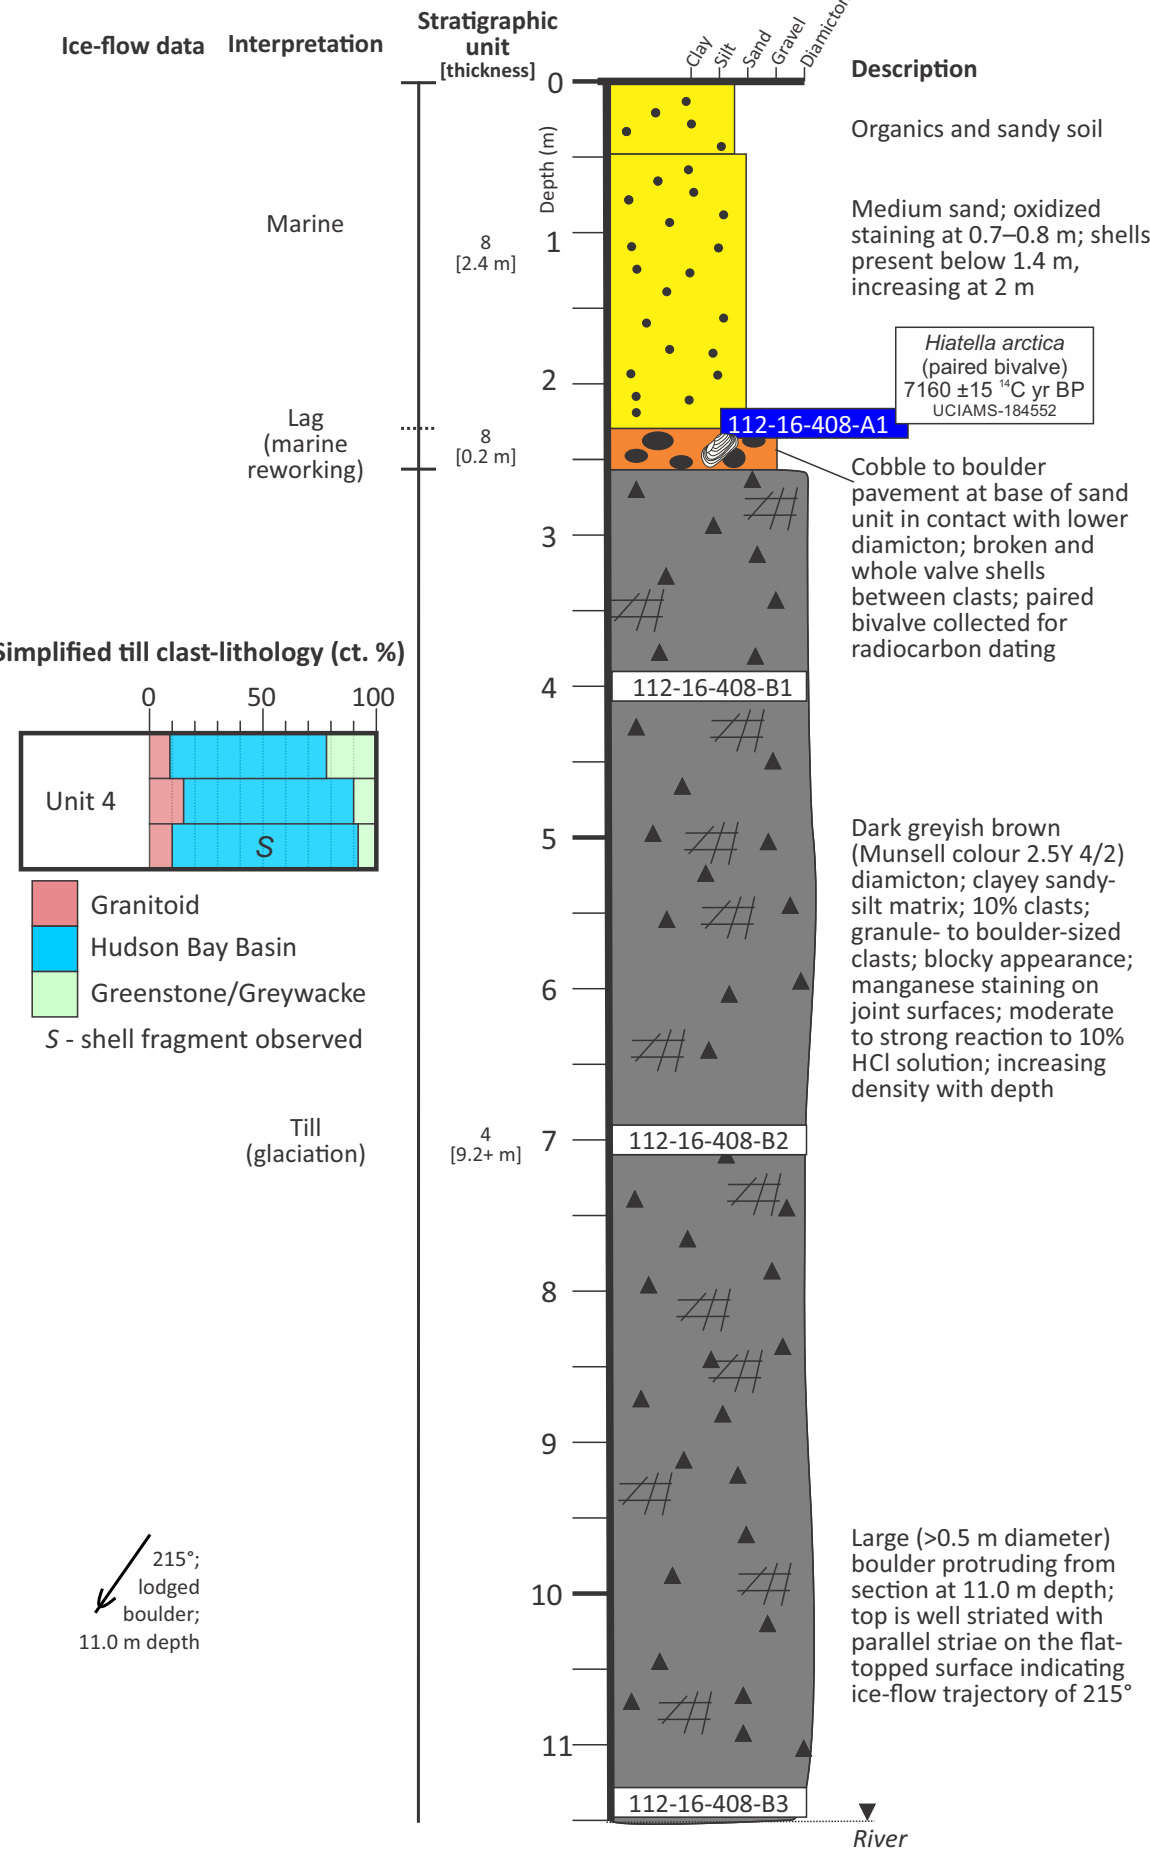 Ice-flow data
Interpretation
Stratigraphic
unit
[thickness]
Clay
Silt
Sand
Gravel
Diamicton
Description
0
Depth (m)
1
2
3
4
5
6
7
8
9
10
11
Marine
8
[2.4 m]
Organics and sandy soil
Medium sand; oxidized
staining at 0.7–0.8 m; shells
present below 1.4 m,
increasing at 2 m
Hiatella arctica
(paired bivalve)
7160 ±15 ¹⁴C yr BP
UCIAMS-184552
112-16-408-A1
Lag
(marine
reworking)
8
[0.2 m]
Cobble to boulder
pavement at base of sand
unit in contact with lower
diamicton; broken and
whole valve shells
between clasts; paired
bivalve collected for
radiocarbon dating
Simplified till clast-lithology (ct. %)
0 50 100
Unit 4
S
Granitoid
Hudson Bay Basin
Greenstone/Greywacke
S - shell fragment observed
112-16-408-B1
Dark greyish brown
(Munsell colour 2.5Y 4/2)
diamicton; clayey sandy-
silt matrix; 10% clasts;
granule- to boulder-sized
clasts; blocky appearance;
manganese staining on
joint surfaces; moderate
to strong reaction to 10%
HCl solution; increasing
density with depth
Till
(glaciation)
4
[9.2+ m]
112-16-408-B2
215°;
lodged
boulder;
11.0 m depth
Large (>0.5 m diameter)
boulder protruding from
section at 11.0 m depth;
top is well striated with
parallel striae on the flat-
topped surface indicating
ice-flow trajectory of 215°
112-16-408-B3
River